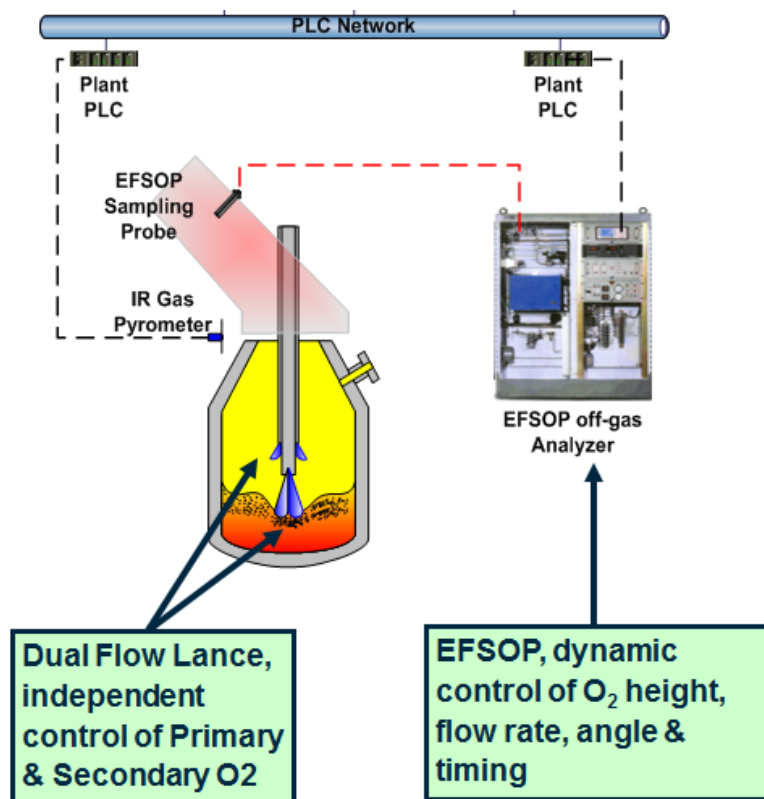 PLC Network
Plant
PLC
Plant
PLC
EFSOP
Sampling
Probe
IR Gas
Pyrometer
EFSOP off-gas
Analyzer
Dual Flow Lance,
independent
control of Primary
& Secondary O2
EFSOP, dynamic
control of O₂ height,
flow rate, angle &
timing